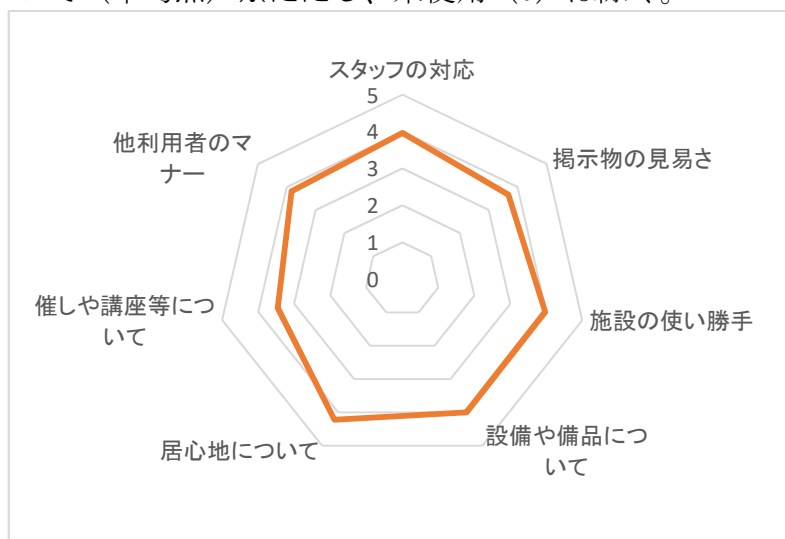 スタッフの対応
5
4
3
2
1
0
掲示物の見易さ
施設の使い勝手
設備や備品につ
いて
居心地について
催しや講座等につ
いて
他利用者のマ
ナー